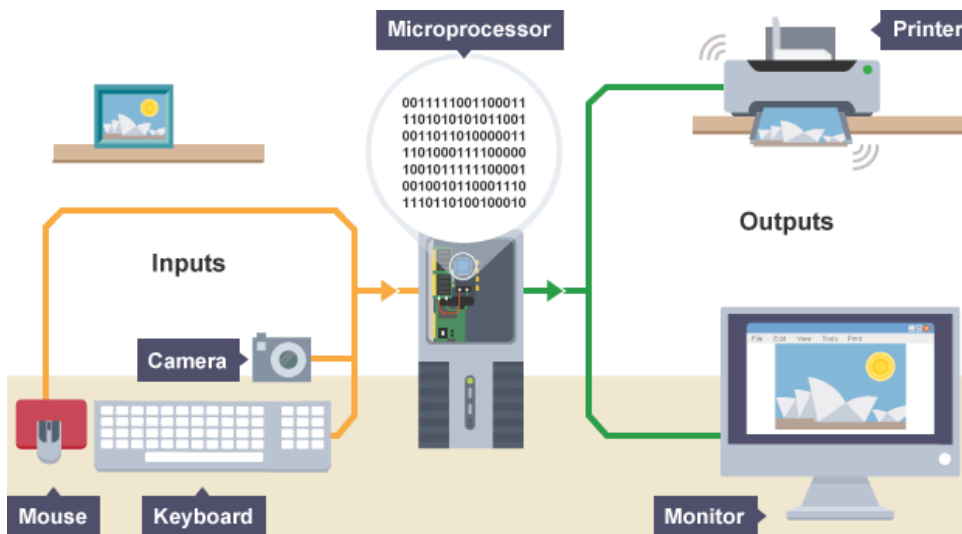 Microprocessor
Printer
0011111001100011
1101010101011001
0011011010000011
1101000111100000
1001011111100001
0010010110001110
1110110100100010
Inputs
Outputs
File Edit View Tools Print
Camera
Mouse
Keyboard
Monitor